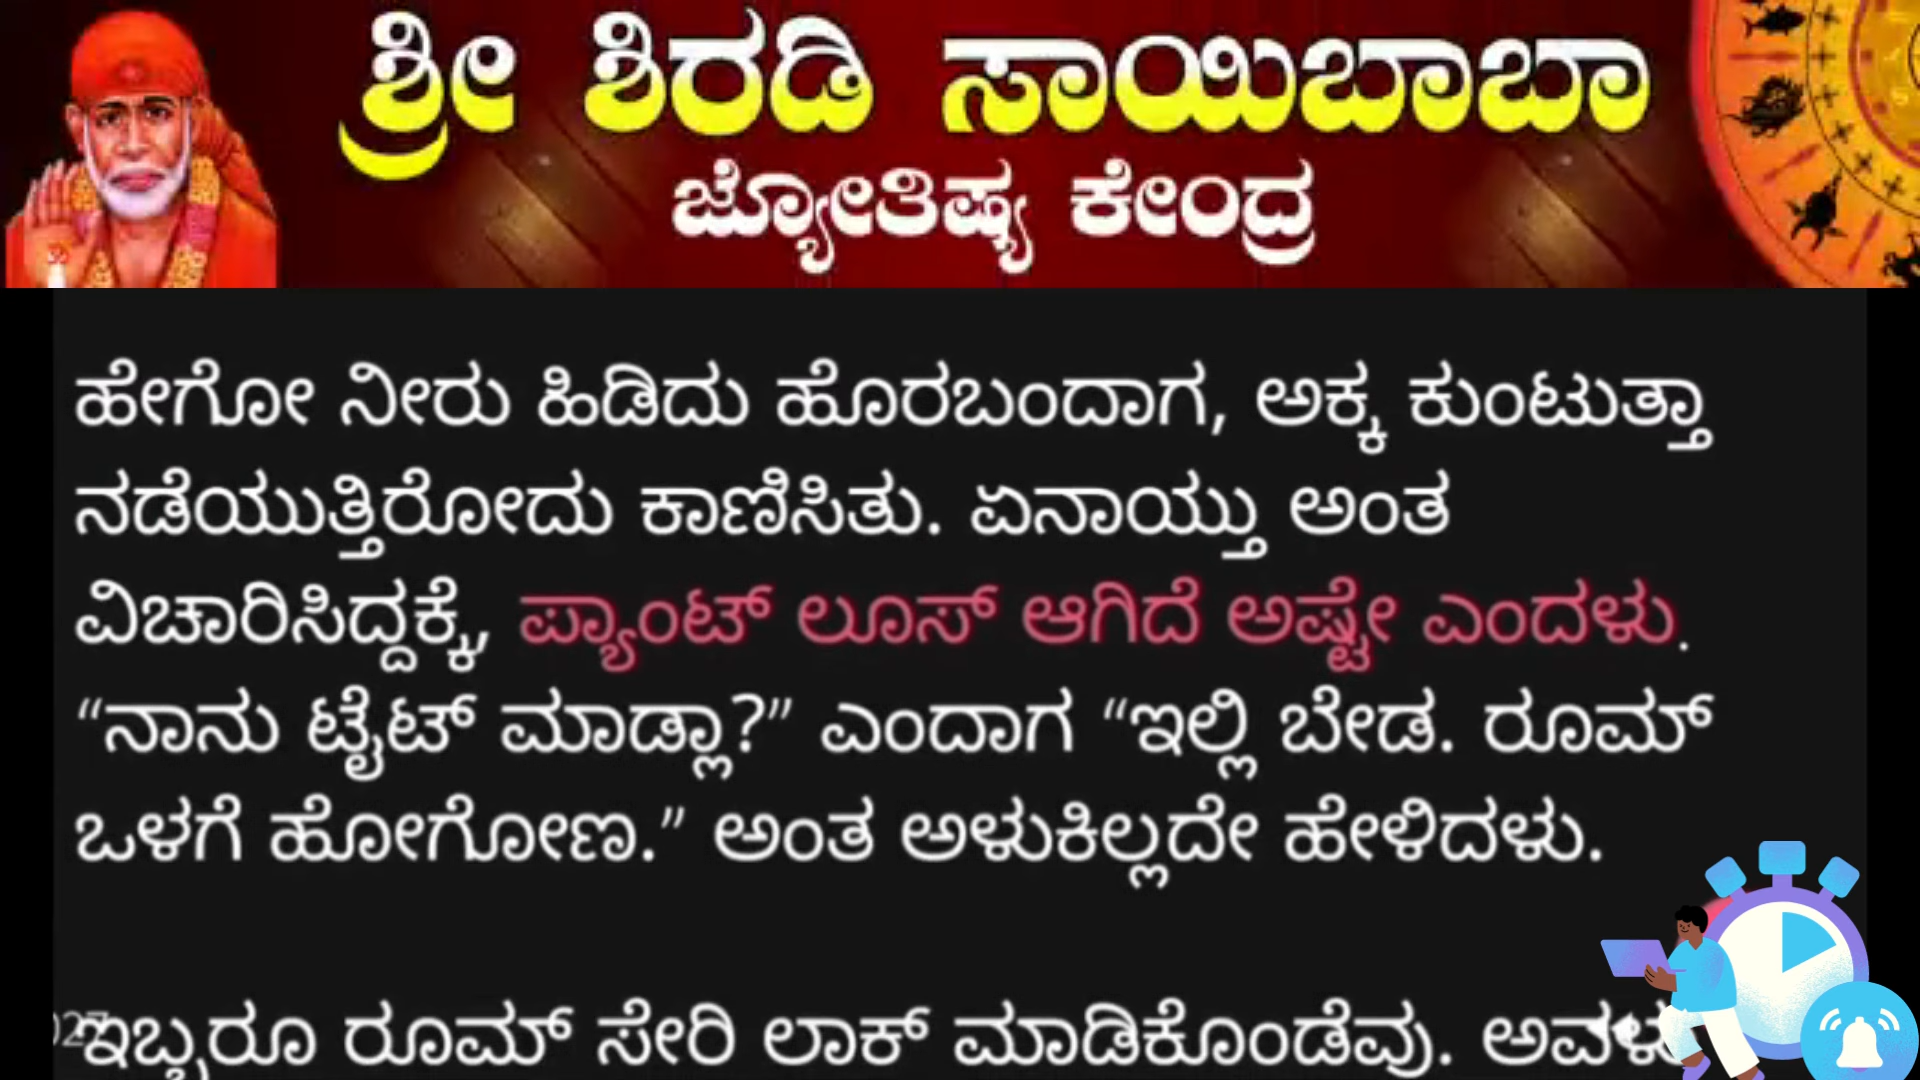 ಶ್ರೀ ಶಿರಡಿ ಸಾಯಿಬಾಬಾ
ಜ್ಯೋತಿಷ್ಯ ಕೇಂದ್ರ
ಹೇಗೋ ನೀರು ಹಿಡಿದು ಹೊರಬಂದಾಗ, ಅಕ್ಕ ಕುಂಟುತ್ತಾ
ನಡೆಯುತ್ತಿರೋದು ಕಾಣಿಸಿತು. ಏನಾಯ್ತು ಅಂತ
ವಿಚಾರಿಸಿದ್ದಕ್ಕೆ, ಪ್ಯಾಂಟ್ ಲೂಸ್ ಆಗಿದೆ ಅಷ್ಟೇ ಎಂದಳು.
“ನಾನು ಟೈಟ್ ಮಾಡ್ಲಾ?” ಎಂದಾಗ “ಇಲ್ಲಿ ಬೇಡ. ರೂಮ್
ಒಳಗೆ ಹೋಗೋಣ.” ಅಂತ ಅಳುಕಿಲ್ಲದೇ ಹೇಳಿದಳು.
ಇಬ್ಬರೂ ರೂಮ್ ಸೇರಿ ಲಾಕ್ ಮಾಡಿಕೊಂಡೆವು.